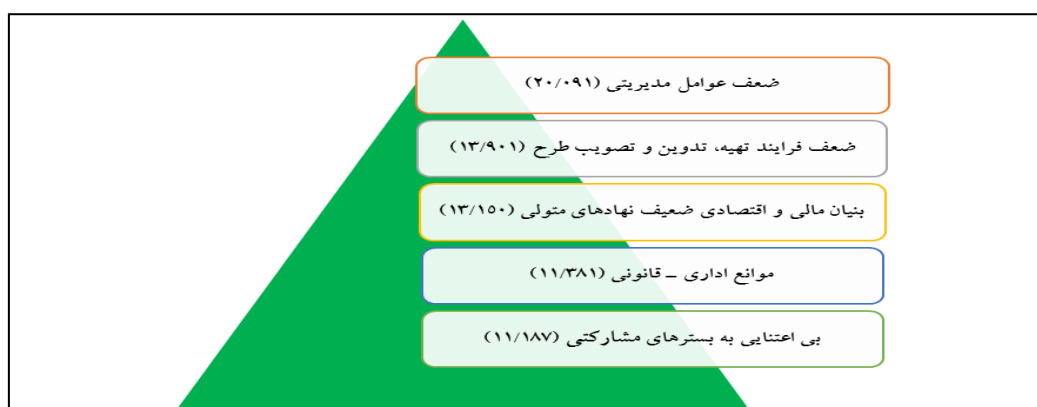 ضعف عوامل مدیریتی (۲۰/۰۹۱)
ضعف فرایند تهیه، تدوین و تصویب طرح (۱۳/۹۰۱)
بنیان مالی و اقتصادی ضعیف نهادهای متولی (۱۳/۱۵۰)
موانع اداری – قانونی (۱۱/۳۸۱)
بی اعتنایی به بسترهای مشارکتی (۱۱/۱۸۷)